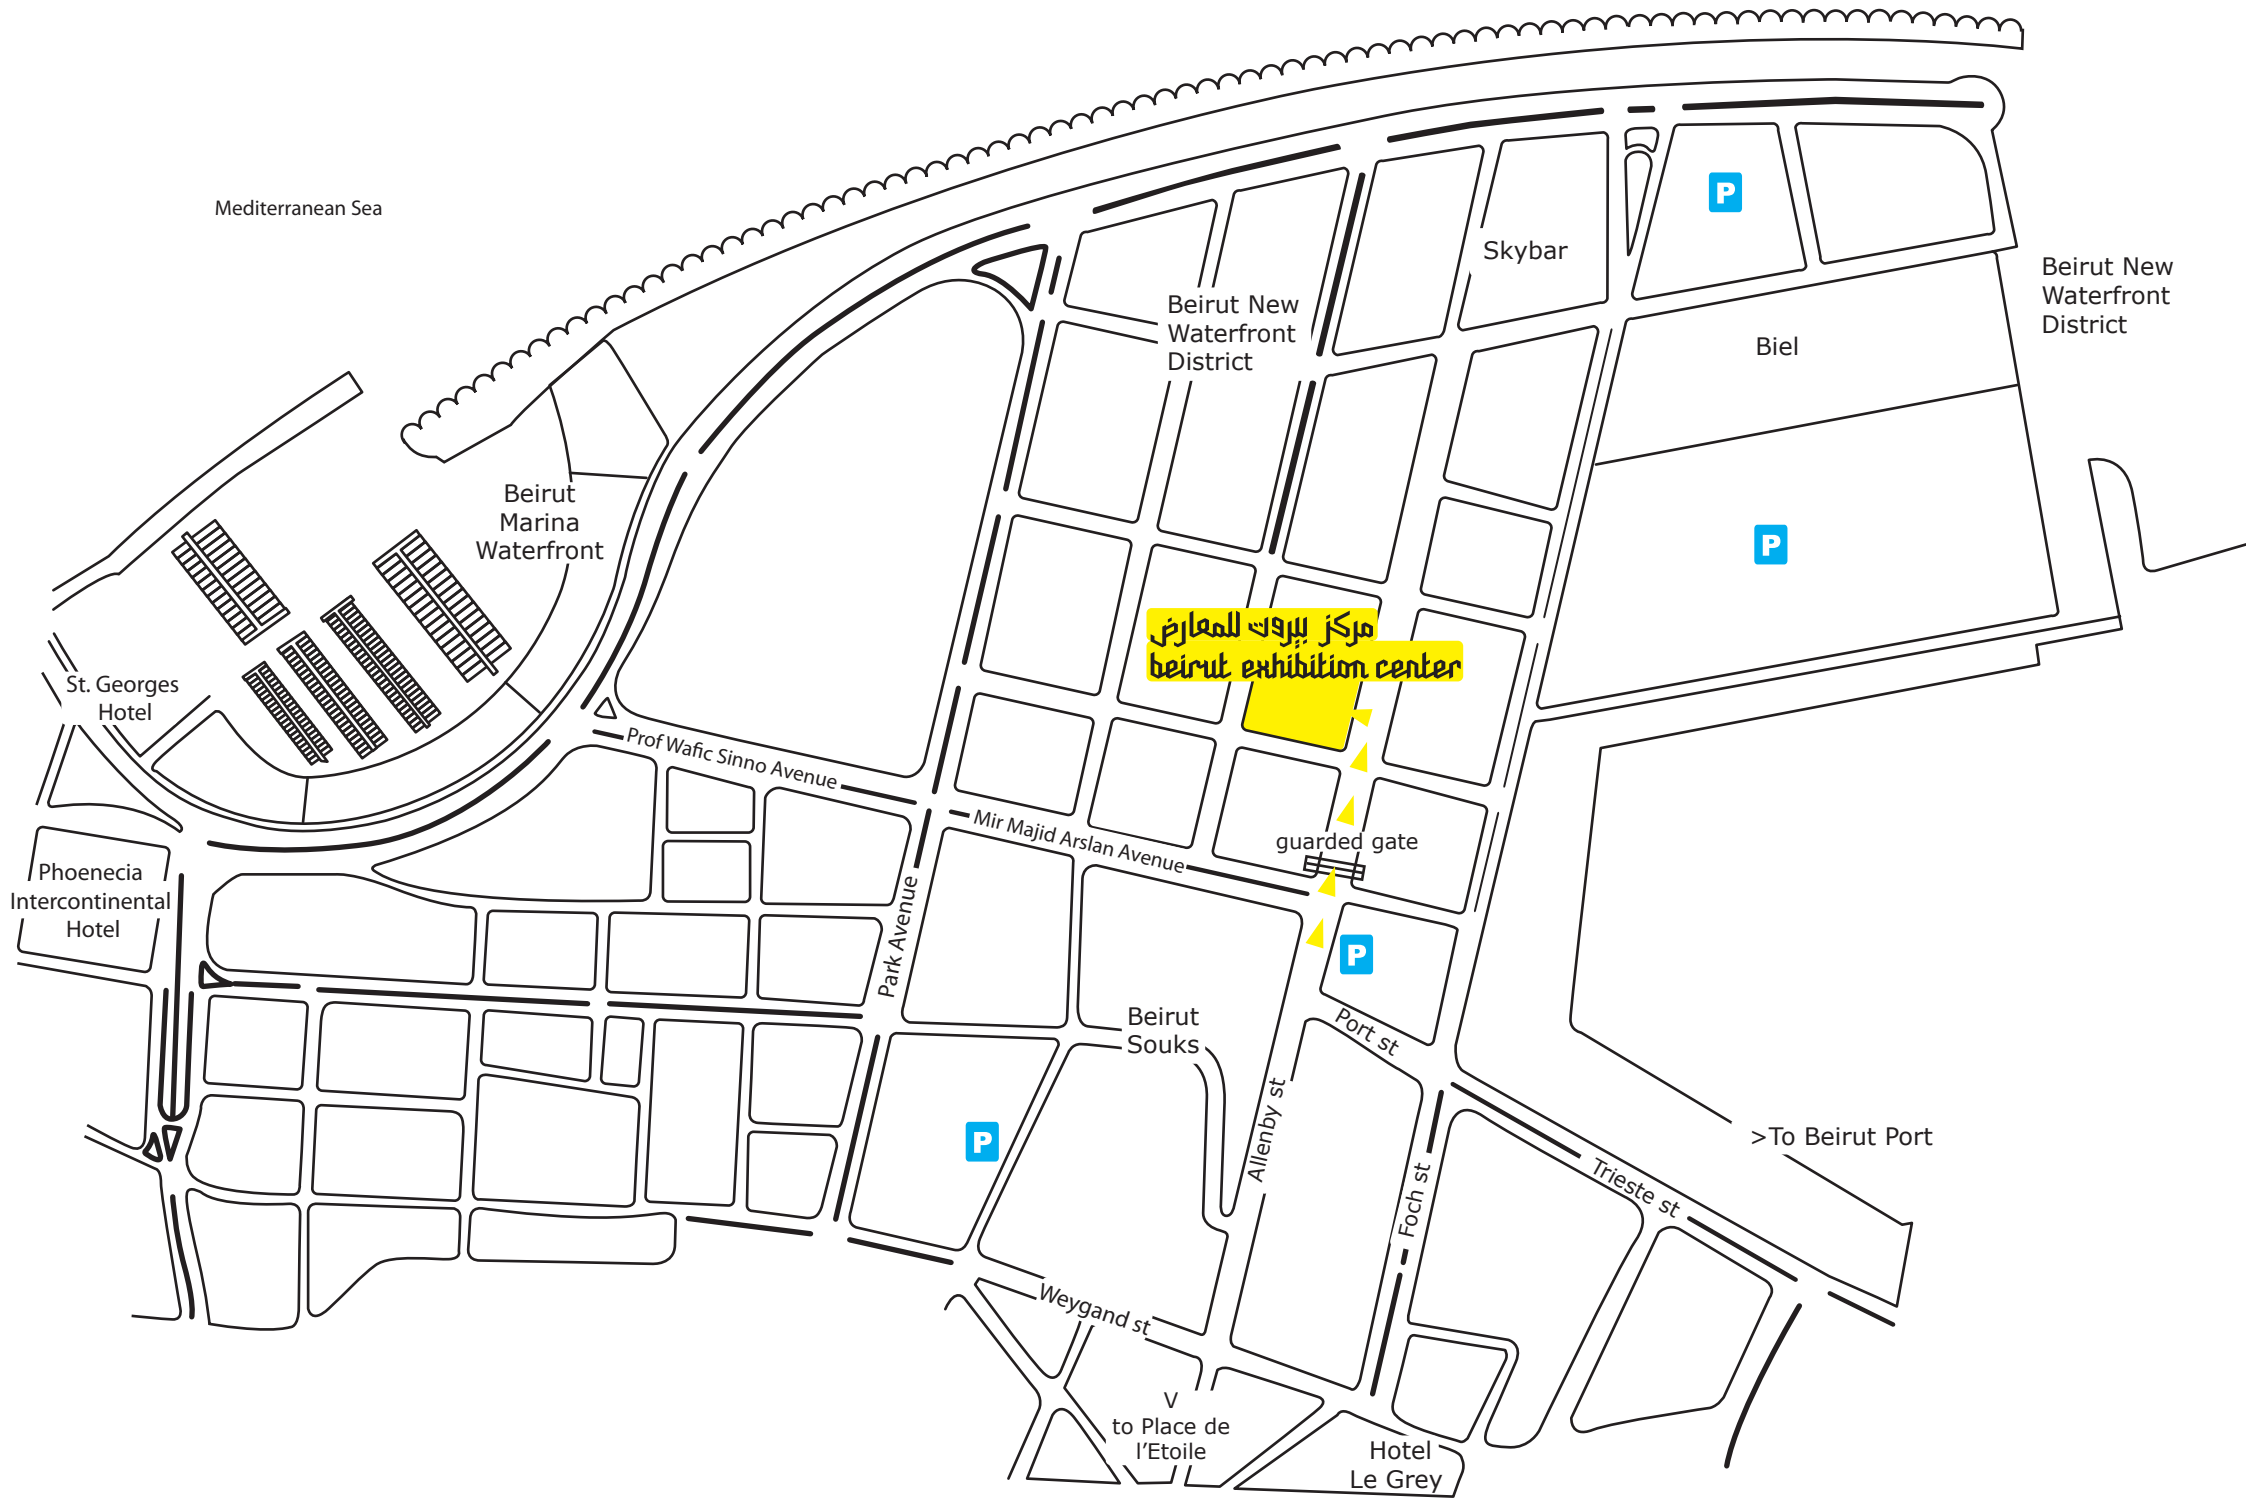 Mediterranean Sea
P
Skybar
Beirut New
Waterfront
District
Beirut New
Waterfront
District
Biel
Beirut
Marina
Waterfront
P
مركز بيروت للمعارض
beirut exhibition center
St. Georges
Hotel
Prof Wafic Sinno Avenue
Mir Majid Arslan Avenue
guarded gate
Phoenecia
Intercontinental
Hotel
Park Avenue
P
Beirut
Souks
Port st
Allenby st
P
>To Beirut Port
Foch st
Trieste st
Weygand st
V
to Place de
l'Etoile
Hotel
Le Grey